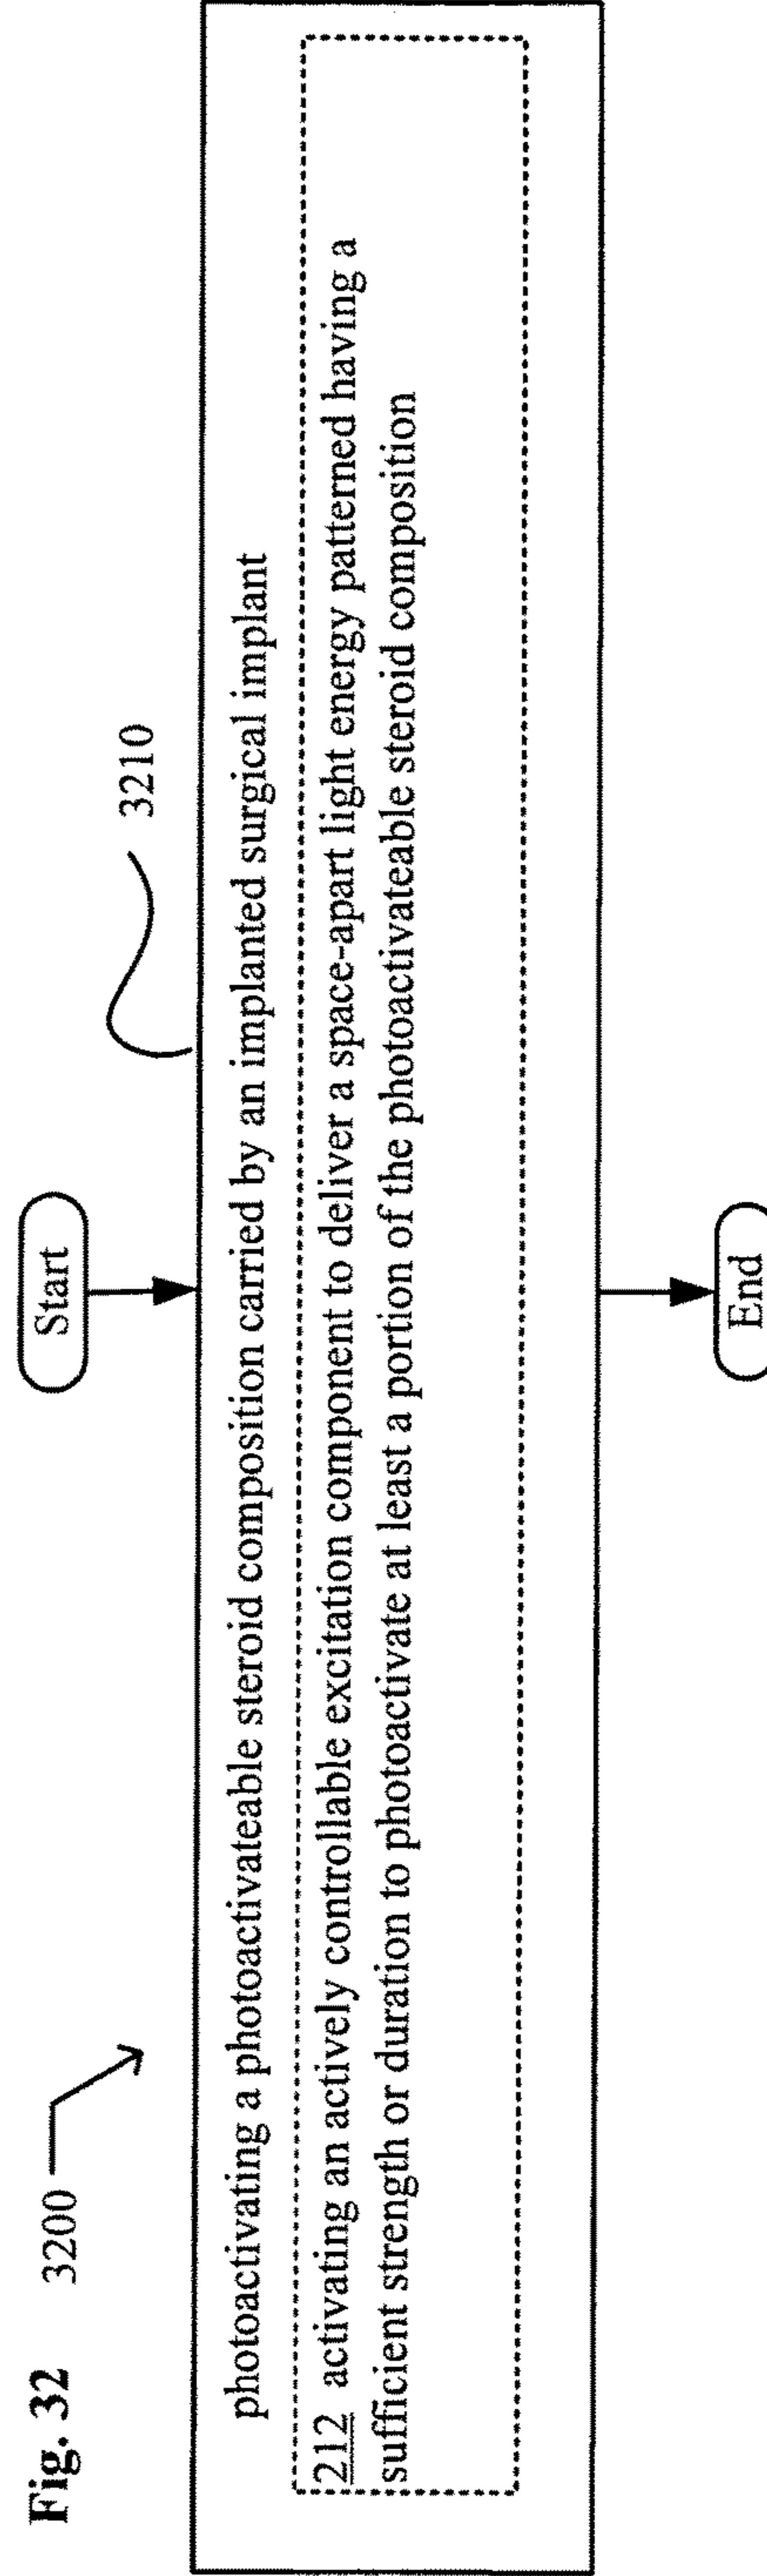 Fig. 32
3200
Start
3210
photoactivating a photoactivateable steroid composition carried by an implanted surgical implant
212 activating an actively controllable excitation component to deliver a space-apart light energy patterned having a
sufficient strength or duration to photoactivate at least a portion of the photoactivateable steroid composition
End